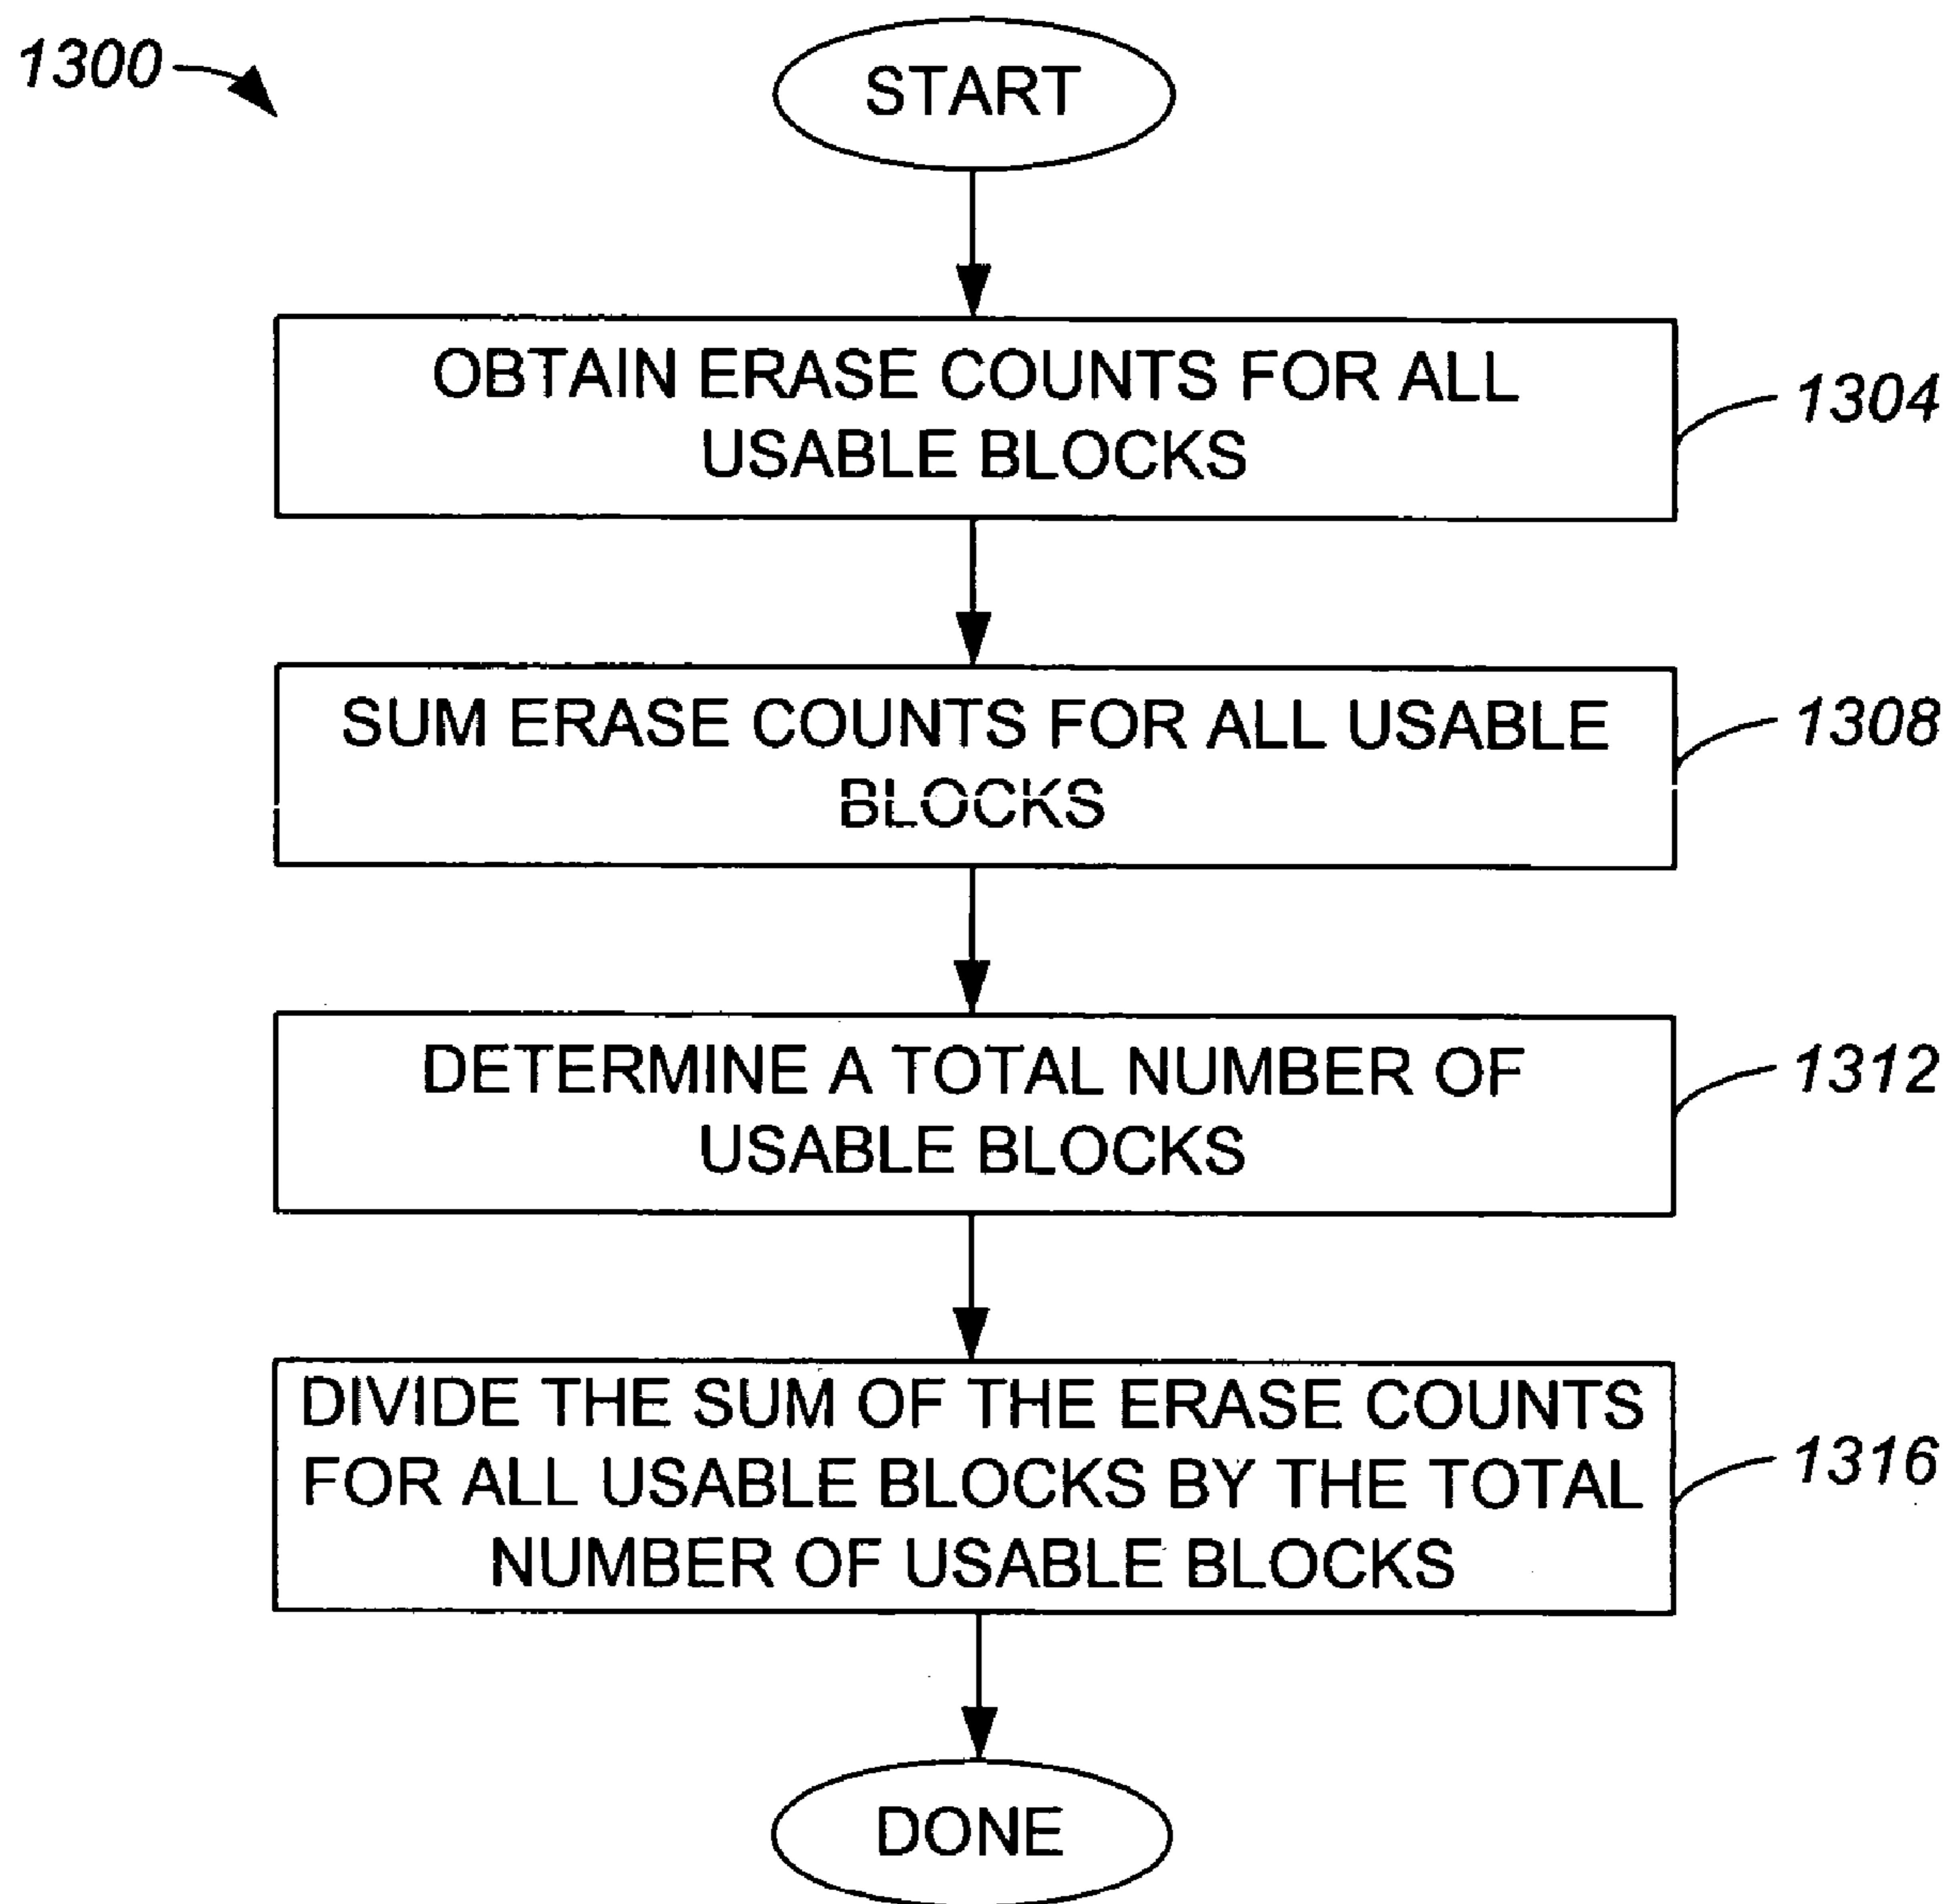 1300
START
OBTAIN ERASE COUNTS FOR ALL
USABLE BLOCKS
1304
SUM ERASE COUNTS FOR ALL USABLE
BLOCKS
1308
DETERMINE A TOTAL NUMBER OF
USABLE BLOCKS
1312
DIVIDE THE SUM OF THE ERASE COUNTS
FOR ALL USABLE BLOCKS BY THE TOTAL
NUMBER OF USABLE BLOCKS
1316
DONE